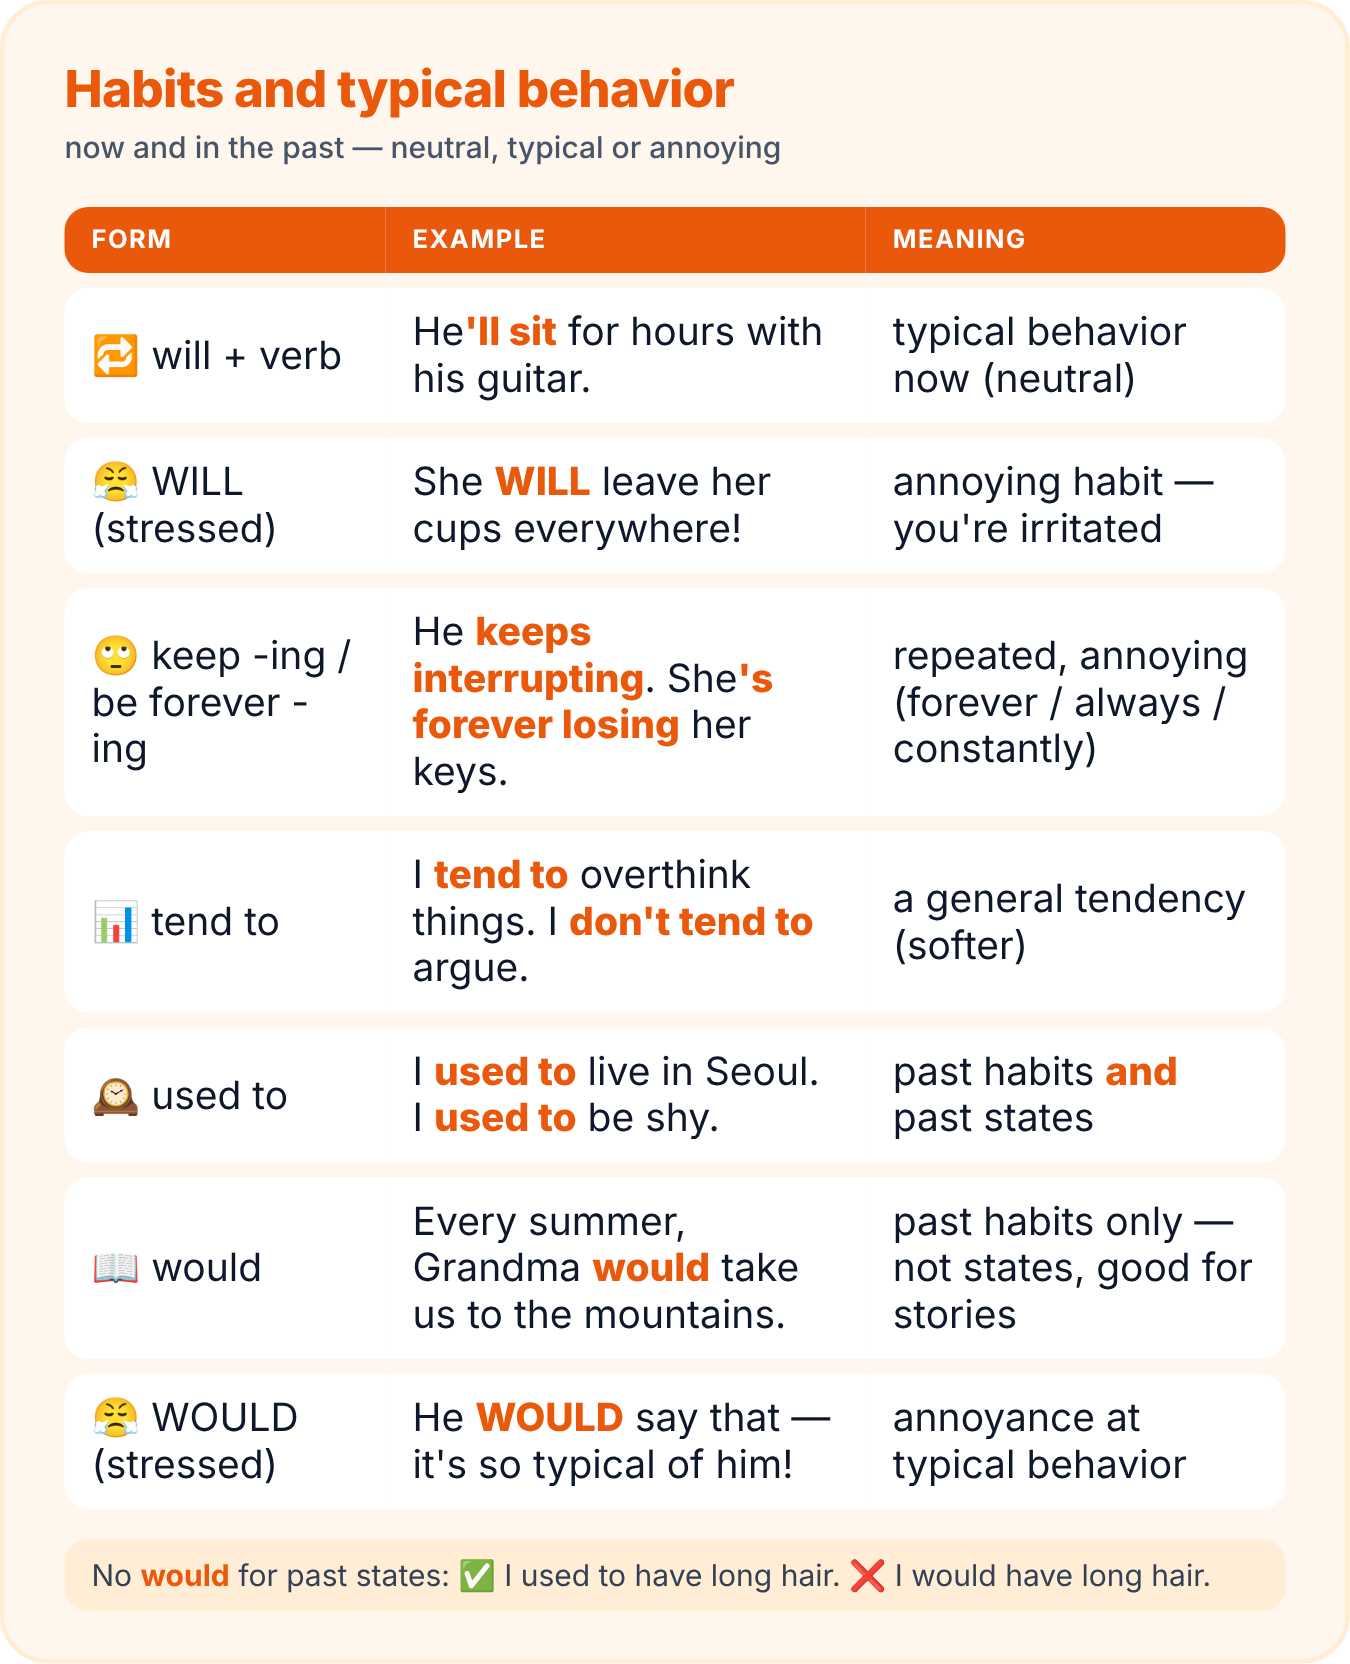 Habits and typical behavior
now and in the past — neutral, typical or annoying
FORM
EXAMPLE
MEANING
🔁 will + verb
He'll sit for hours with
his guitar.
typical behavior
now (neutral)
😤 WILL
(stressed)
She WILL leave her
cups everywhere!
annoying habit —
you're irritated
🙄 keep -ing /
be forever -
ing
He keeps
interrupting. She's
forever losing her
keys.
repeated, annoying
(forever / always /
constantly)
📊 tend to
I tend to overthink
things. I don't tend to
argue.
a general tendency
(softer)
🕰️ used to
I used to live in Seoul.
I used to be shy.
past habits and
past states
📖 would
Every summer,
Grandma would take
us to the mountains.
past habits only —
not states, good for
stories
😤 WOULD
(stressed)
He WOULD say that —
it's so typical of him!
annoyance at
typical behavior
No would for past states: ✅ I used to have long hair. ❌ I would have long hair.